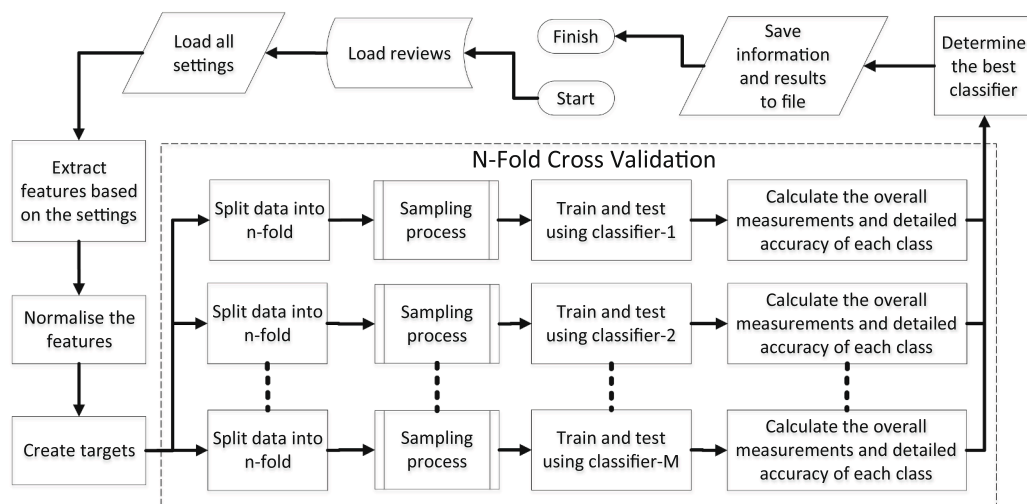 Start
Load reviews
Load all
settings
Extract
features based
on the settings
Normalise the
features
Create targets
N-Fold Cross Validation
Split data into
n-fold
Sampling
process
Train and test
using classifier-1
Calculate the overall
measurements and detailed
accuracy of each class
Split data into
n-fold
Sampling
process
Train and test
using classifier-2
Calculate the overall
measurements and detailed
accuracy of each class
Split data into
n-fold
Sampling
process
Train and test
using classifier-M
Calculate the overall
measurements and detailed
accuracy of each class
Determine
the best
classifier
Save
information
and results
to file
Finish